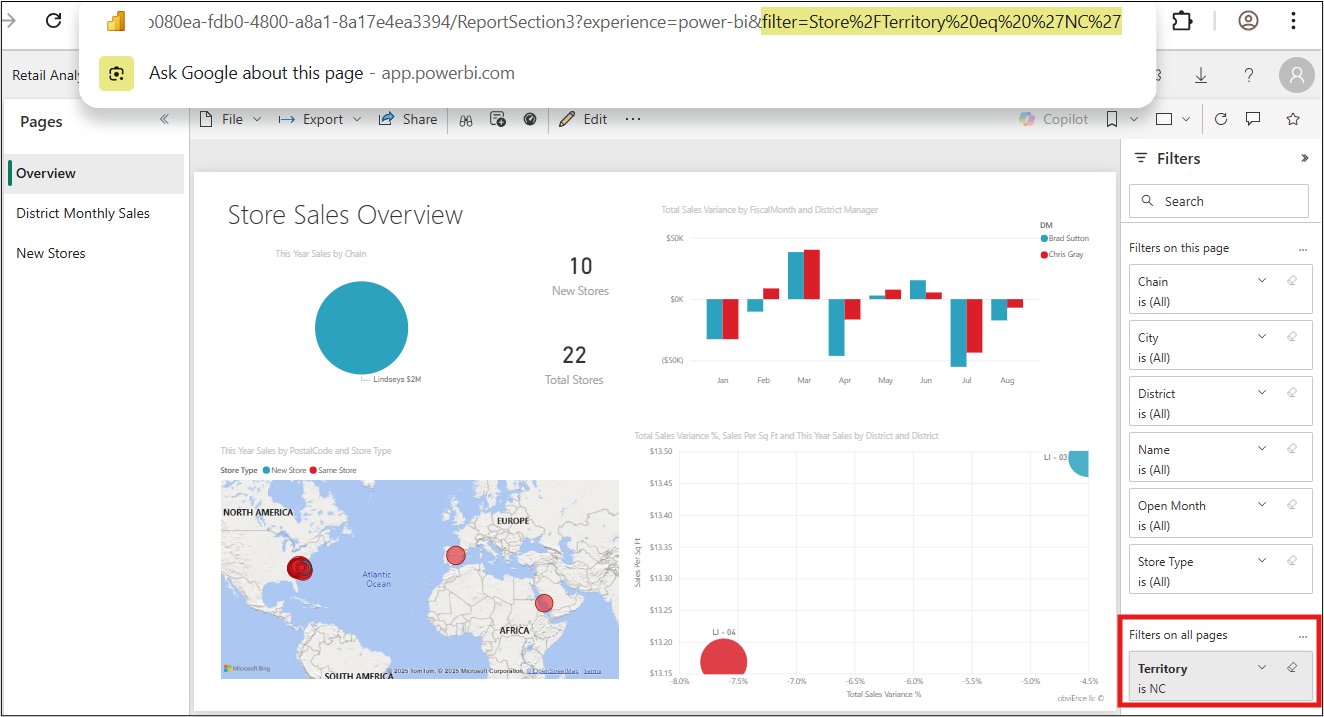 b080ea-fdb0-4800-a8a1-8a17e4ea3394/ReportSection3?experience=power-bi&filter=Store%2FTerritory%20eq%20%27NC%27
Ask Google about this page - app.powerbi.com
Retail Analy
?
Pages
File
Export
Share
Edit
Copilot
Overview
District Monthly Sales
New Stores
Store Sales Overview
This Year Sales by Chain
Lindseys $2M
10
New Stores
22
Total Stores
Total Sales Variance by FiscalMonth and District Manager
DM
Brad Sutton
Chris Gray
$50K
$0K
($50K)
Jan Feb Mar Apr May Jun Jul Aug
This Year Sales by PostalCode and Store Type
Store Type New Store Same Store
NORTH AMERICA
EUROPE
Atlantic
Ocean
AFRICA
SOUTH AMERICA
Microsoft Bing
© 2025 TomTom, © 2025 Microsoft Corporation, © OpenStreetMap Terms
Total Sales Variance %, Sales Per Sq Ft and This Year Sales by District and District
Sales Per Sq Ft
$13.50
$13.45
$13.40
$13.35
$13.30
$13.25
$13.20
$13.15
LI - 03
LI - 04
-8.0% -7.5% -7.0% -6.5% -6.0% -5.5% -5.0% -4.5%
Total Sales Variance %
obviEnce llc ©
Filters
Search
Filters on this page
Chain
is (All)
City
is (All)
District
is (All)
Name
is (All)
Open Month
is (All)
Store Type
is (All)
Filters on all pages
Territory
is NC